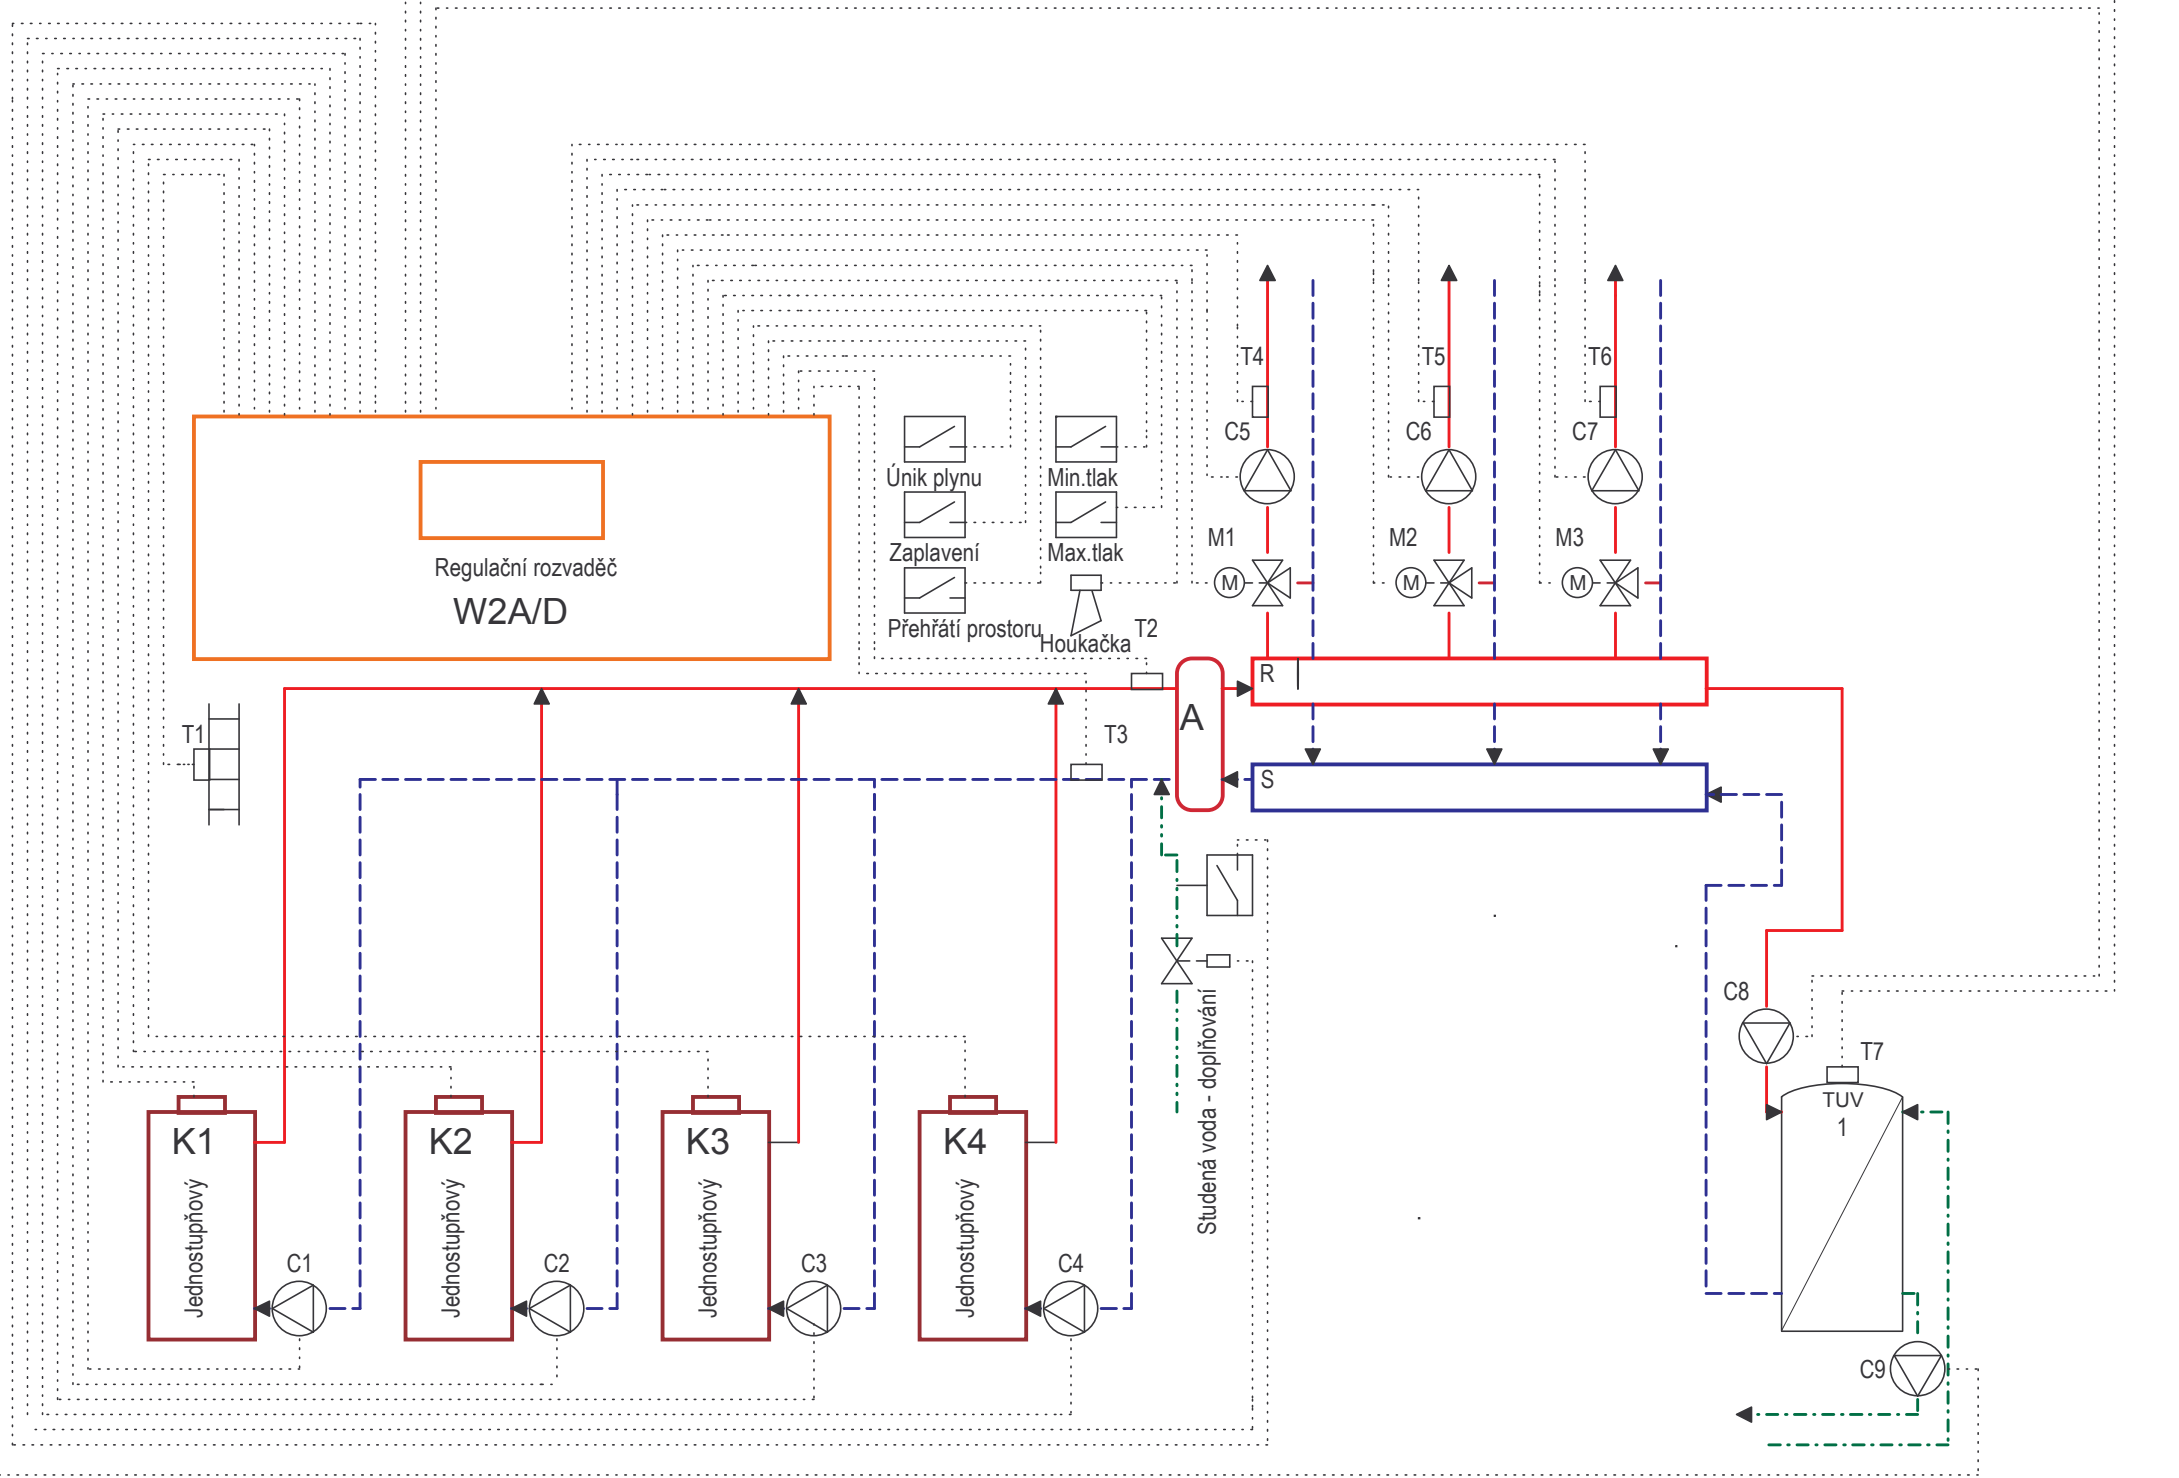 T4
T5
T6
C5
C6
C7
Únik plynu
Min.tlak
Zaplavení
Max.tlak
M1
M2
M3
Regulační rozvaděč
M
M
M
W2A/D
Přehřátí prostoru
Houkačka
T2
R
T1
A
T3
S
C8
Studená voda - doplňování
T7
TUV
1
K1
K2
K3
K4
Jednostupňový
Jednostupňový
Jednostupňový
Jednostupňový
C1
C2
C3
C4
C9